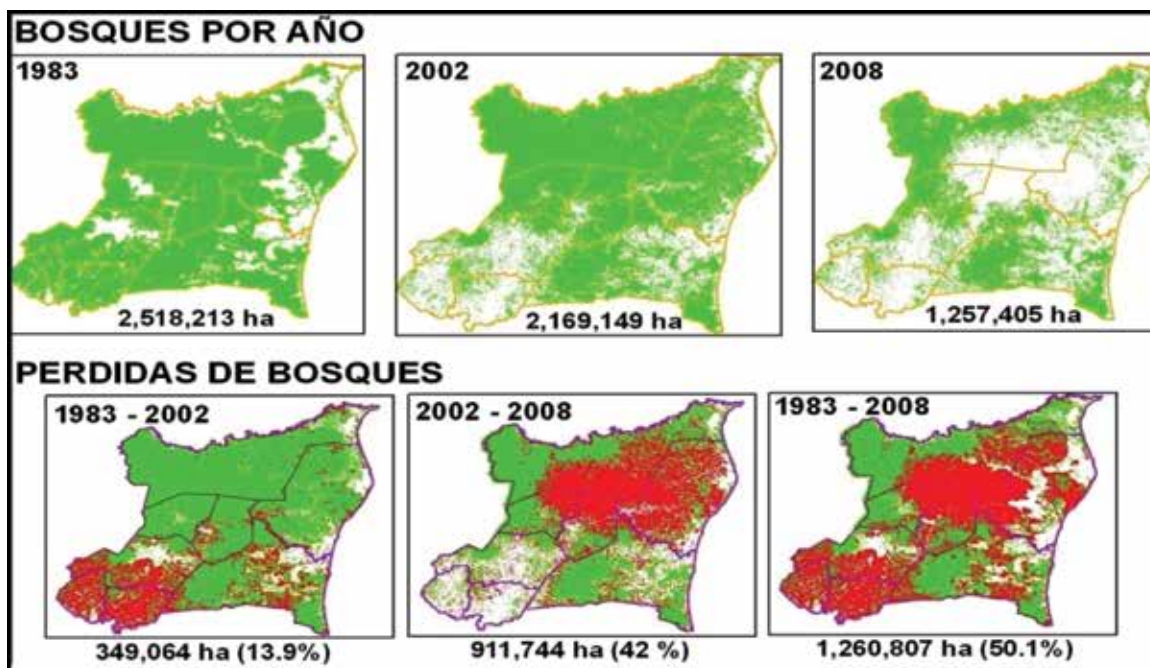 BOSQUES POR AÑO
1983
2002
2008
2,518,213 ha
2,169,149 ha
1,257,405 ha
PERDIDAS DE BOSQUES
1983 - 2002
2002 - 2008
1983 - 2008
349,064 ha (13.9%)
911,744 ha (42 %)
1,260,807 ha (50.1%)